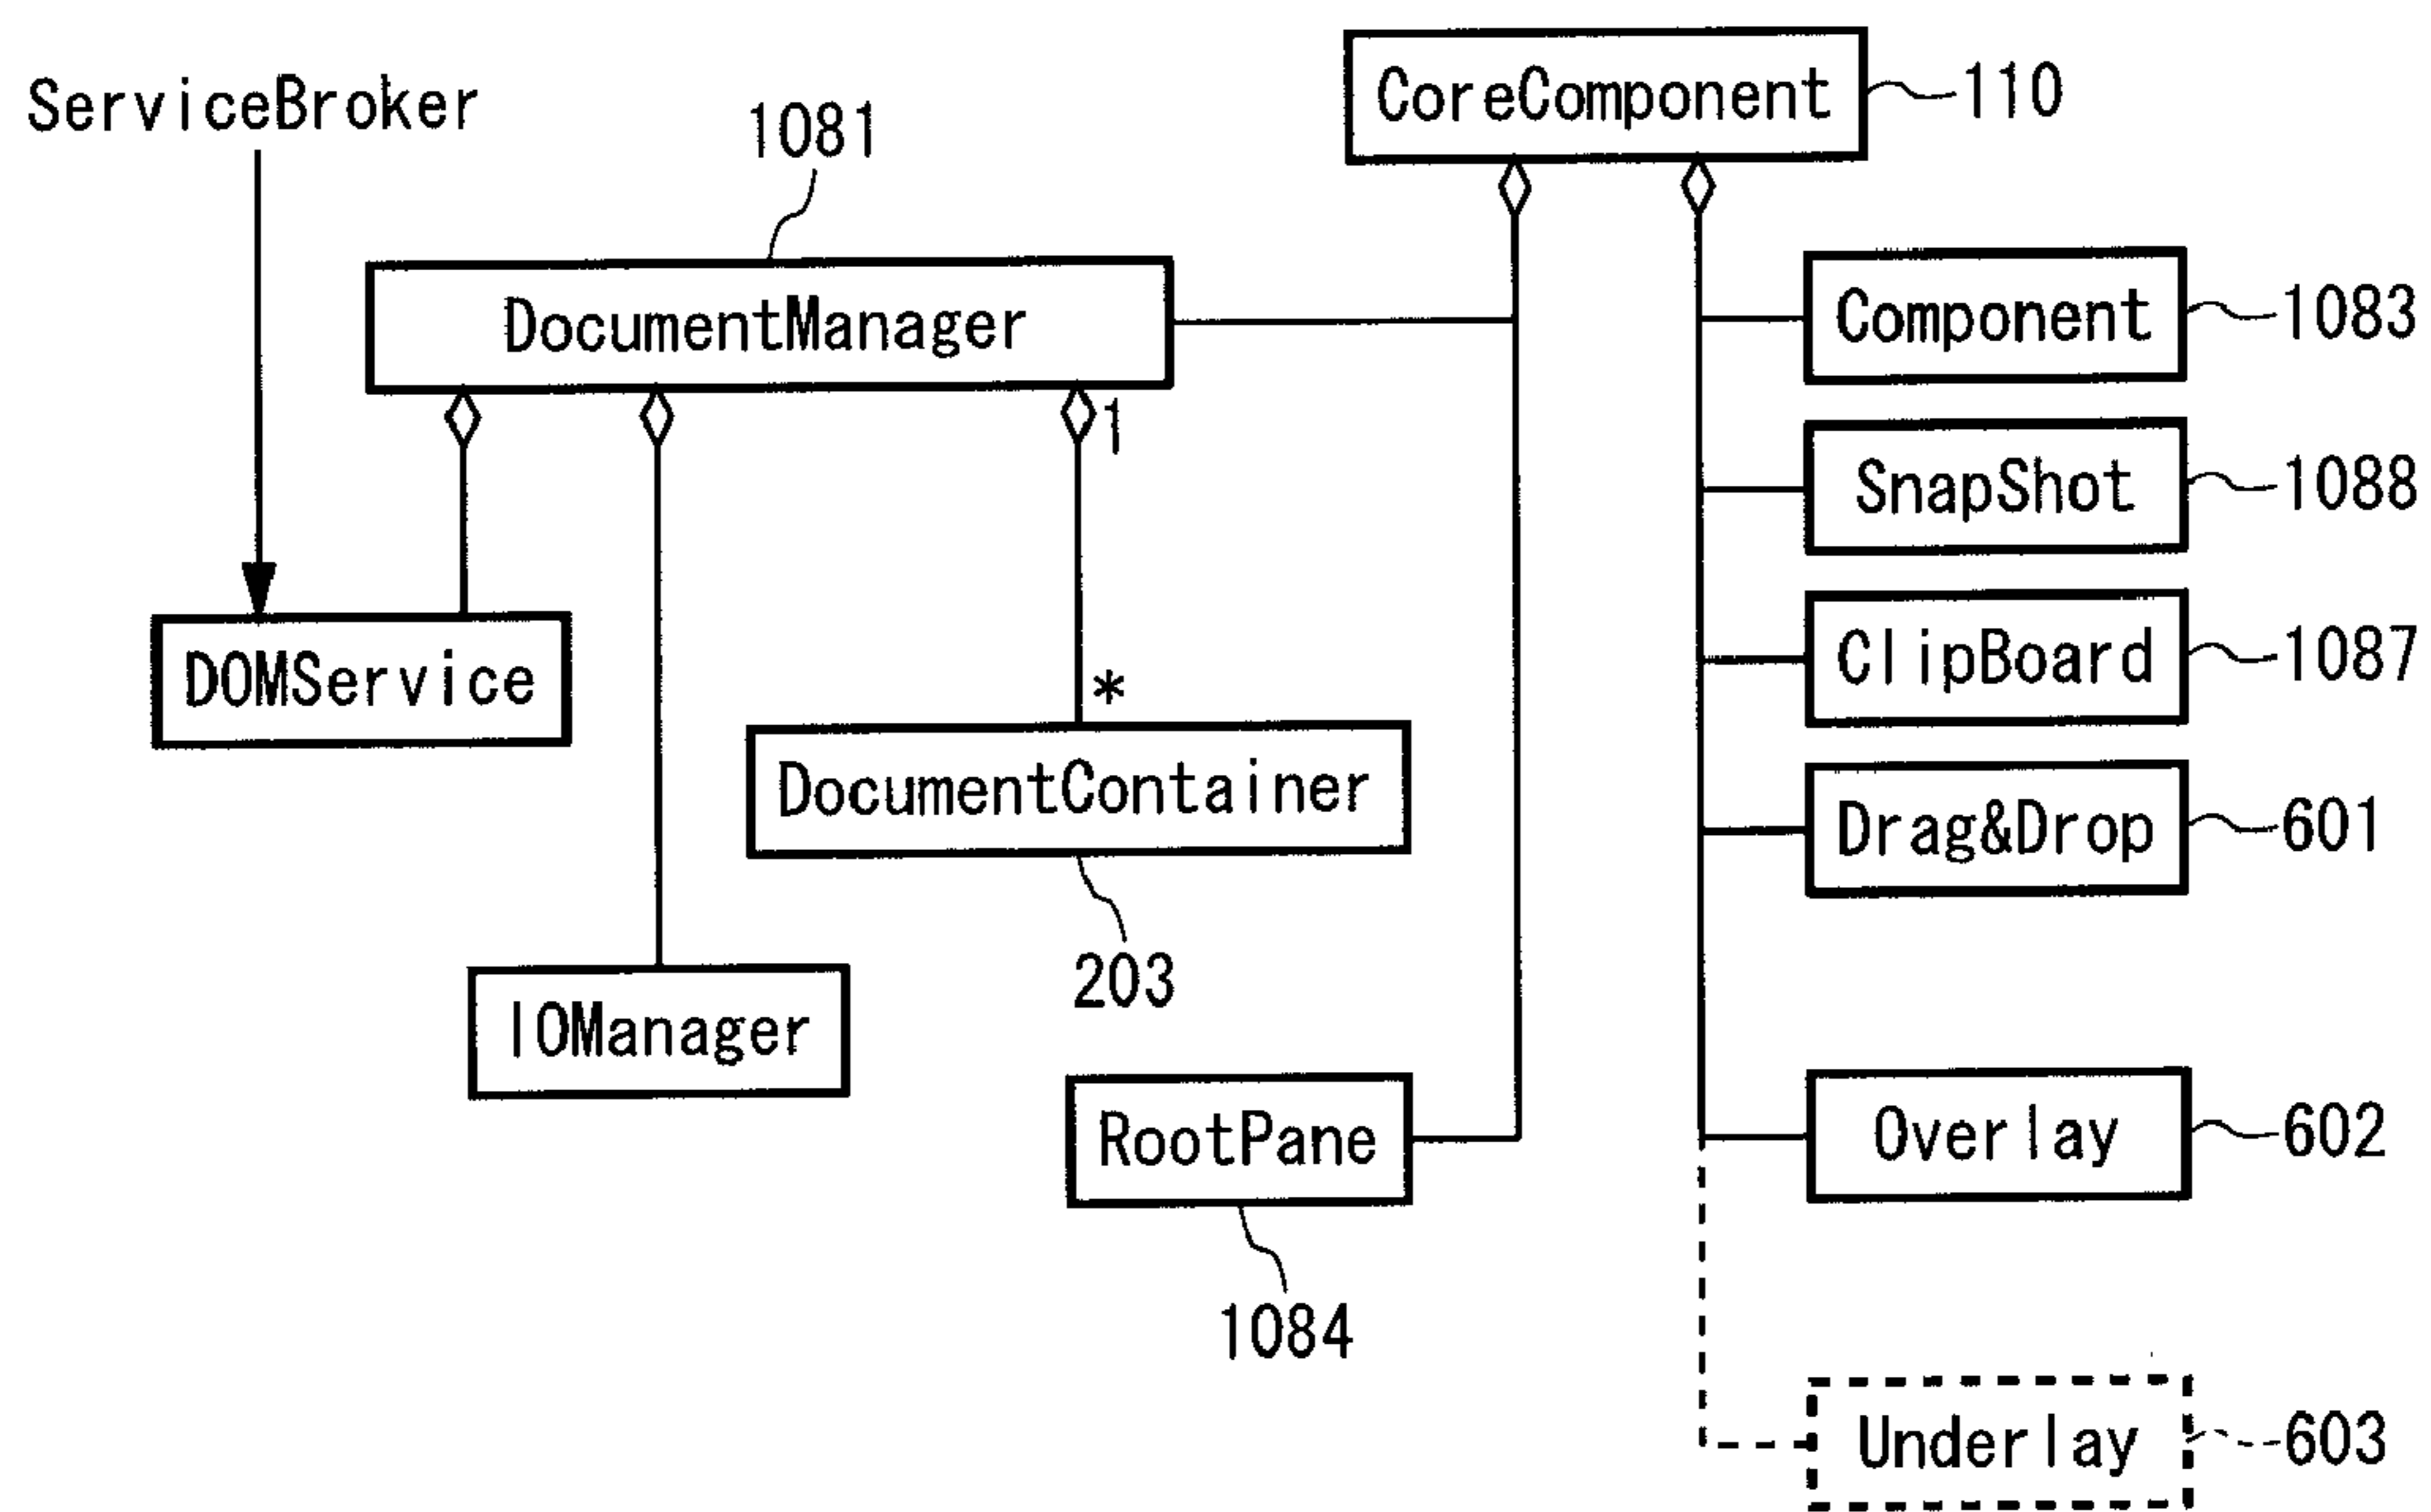 CoreComponent
110
ServiceBroker
1081
DocumentManager
1
Component
1083
SnapShot
1088
ClipBoard
1087
DOMService
*
DocumentContainer
203
Drag&Drop
601
IOManager
RootPane
1084
Overlay
602
Underlay
603